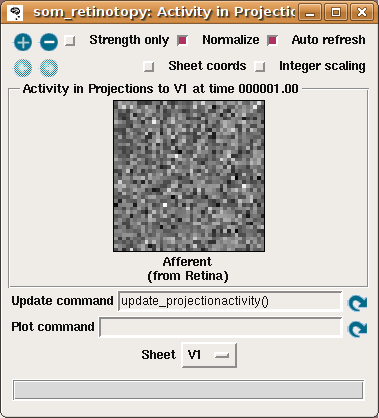 som_retinotopy: Activity in Projectio
Strength only Normalize Auto refresh
Sheet coords Integer scaling
Activity in Projections to V1 at time 000001.00
Afferent
(from Retina)
Update command update_projectionactivity()
Plot command
Sheet V1